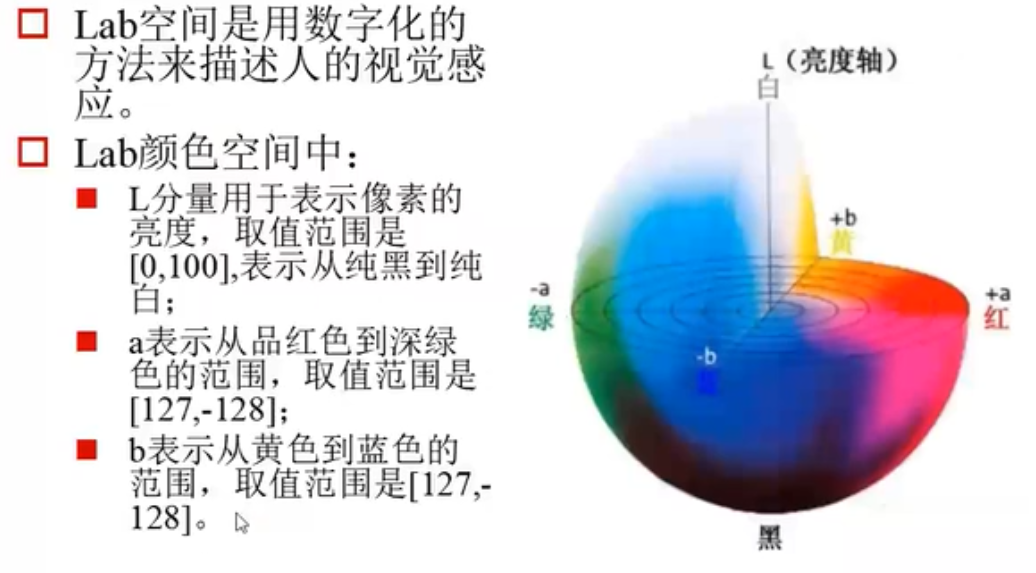 Lab空间是用数字化的
方法来描述人的视觉感
应。
Lab颜色空间中：
L分量用于表示像素的
亮度，取值范围是
[0,100],表示从纯黑到纯
白；
a表示从品红色到深绿
色的范围，取值范围是
[127,-128]；
b表示从黄色到蓝色的
范围，取值范围是[127,-
128]。
L（亮度轴）
白
+b
黄
-a
绿
+a
红
-b
黑